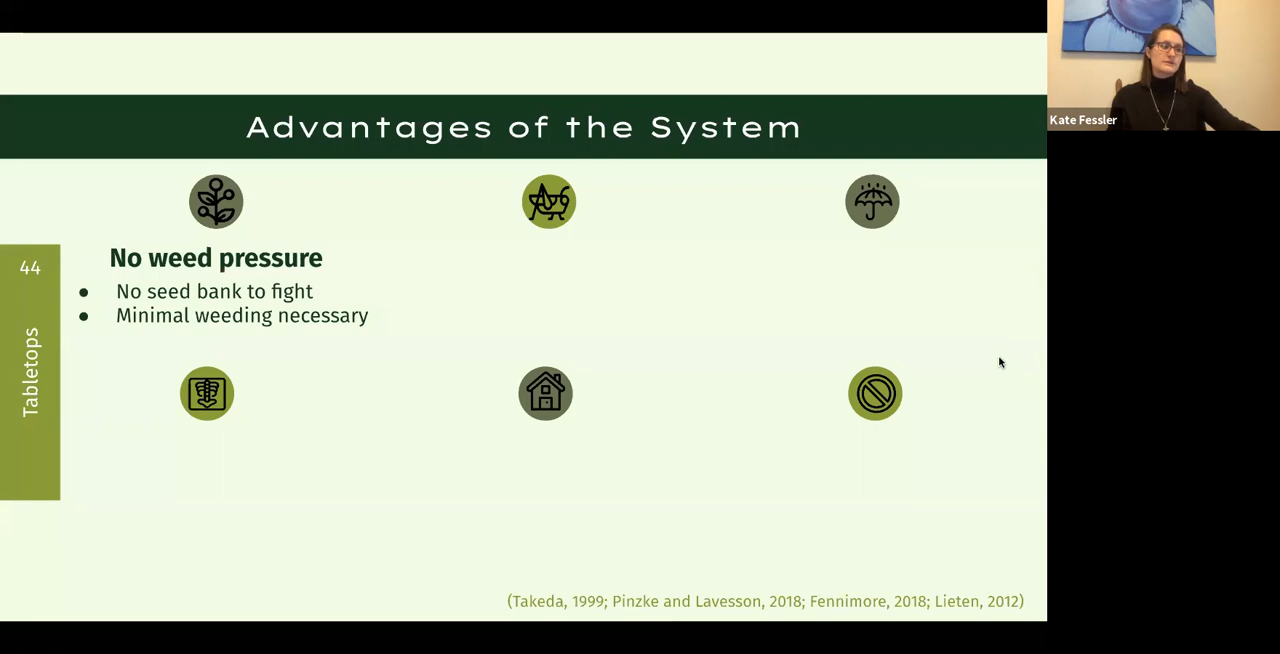 Advantages of the System
Kate Fessler
44
Tabletops
No weed pressure
● No seed bank to fight
● Minimal weeding necessary
(Takeda, 1999; Pinzke and Lavesson, 2018; Fennimore, 2018; Lieten, 2012)